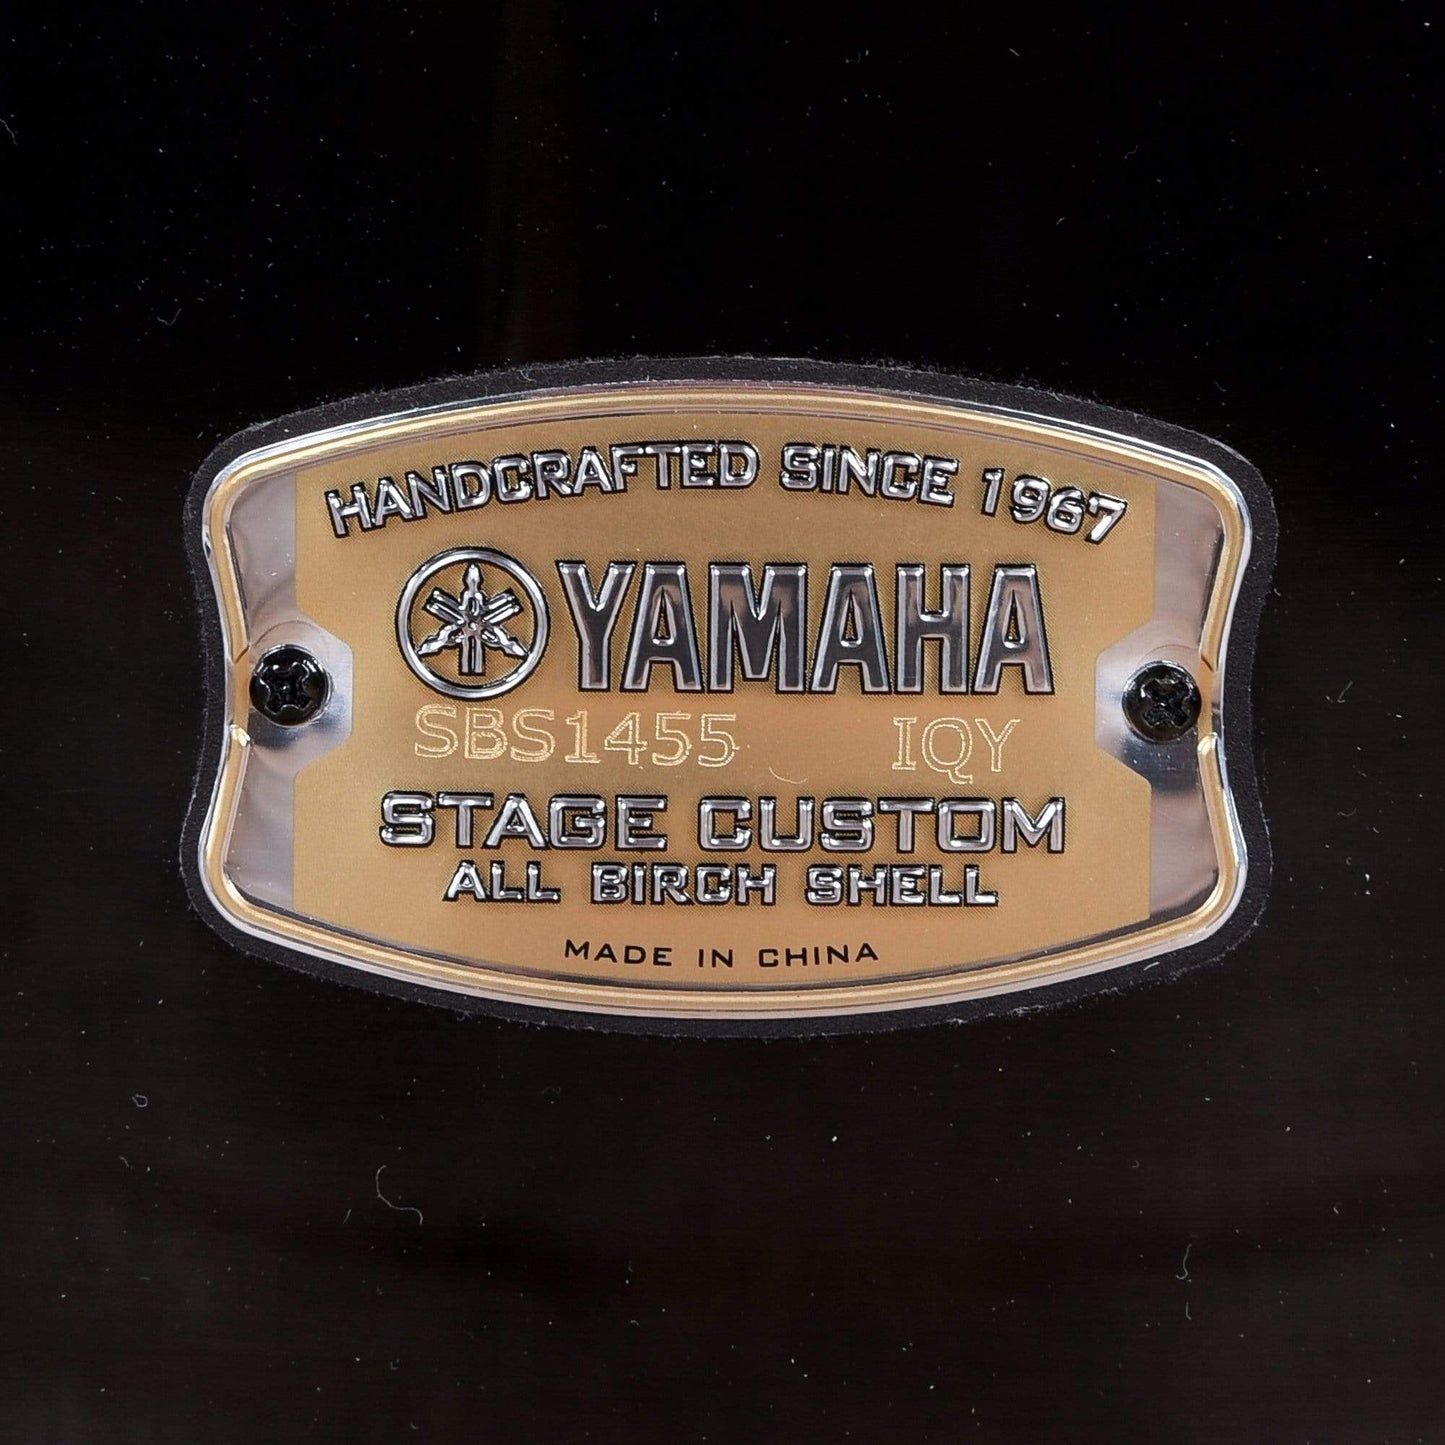 HANDCRAFTED SINCE 1967
YAMAHA
SBS1455 IQY
STAGE CUSTOM
ALL BIRCH SHELL
MADE IN CHINA